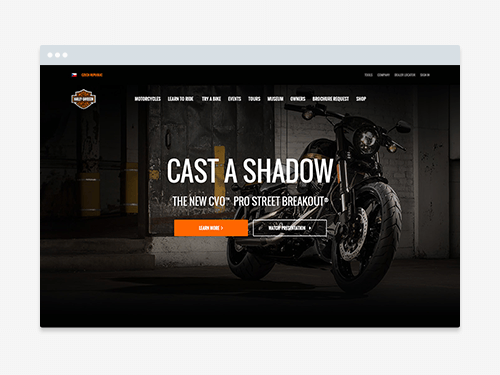 CZECH REPUBLIC
TOOLS COMPANY DEALER LOCATOR SIGN IN
HARLEY-DAVIDSON
MOTORCYCLES LEARN TO RIDE TRY A BIKE EVENTS TOURS MUSEUM OWNERS BROCHURE REQUEST SHOP
CAST A SHADOW
THE NEW CVO™ PRO STREET BREAKOUT®
LEARN MORE
WATCH PRESENTATION